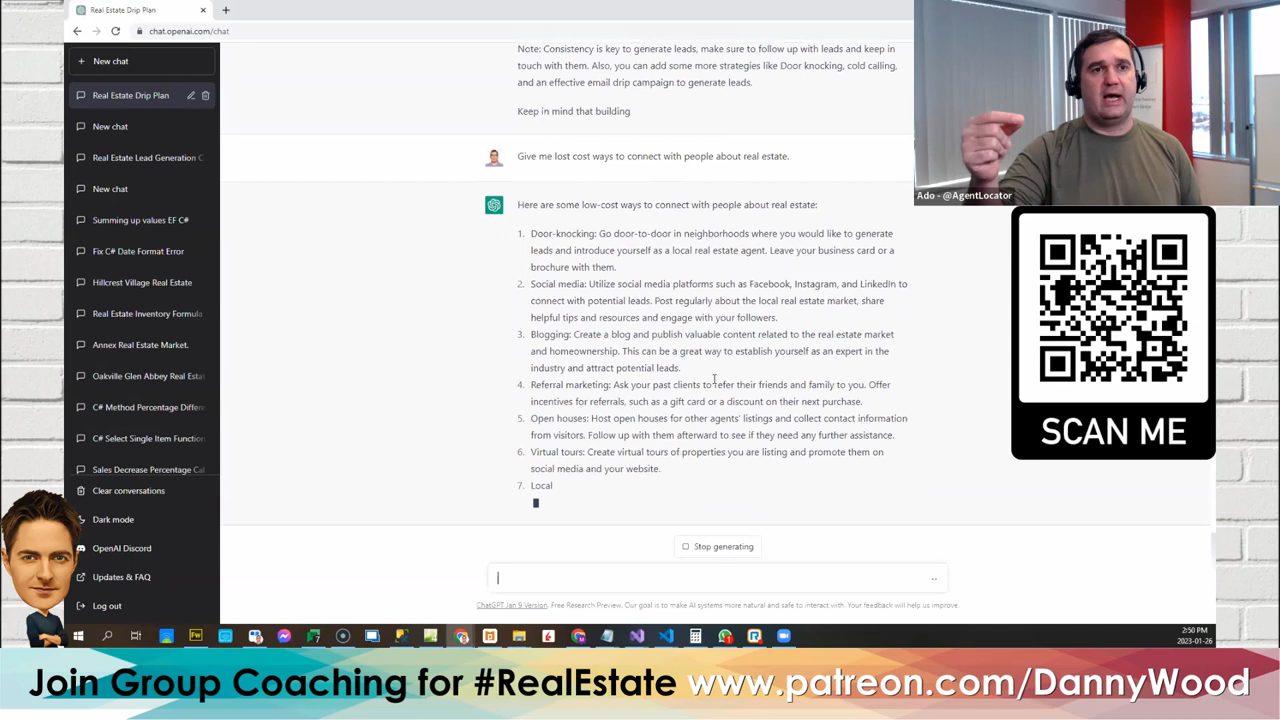 Real Estate Drip Plan
chat.openai.com/chat
New chat
Real Estate Drip Plan
New chat
Real Estate Lead Generation C
New chat
Summing up values EF C#
Fix C# Date Format Error
Hillcrest Village Real Estate
Real Estate Inventory Formula
Annex Real Estate Market.
Oakville Glen Abbey Real Esta
C# Method Percentage Differe
C# Select Single Item Function
Sales Decrease Percentage Cal
Clear conversations
Dark mode
OpenAI Discord
Updates & FAQ
Log out
Note: Consistency is key to generate leads, make sure to follow up with leads and keep in
touch with them. Also, you can add some more strategies like Door knocking, cold calling,
and an effective email drip campaign to generate leads.
Keep in mind that building
Give me lost cost ways to connect with people about real estate.
Here are some low-cost ways to connect with people about real estate:
1. Door-knocking: Go door-to-door in neighborhoods where you would like to generate
leads and introduce yourself as a local real estate agent. Leave your business card or a
brochure with them.
2. Social media: Utilize social media platforms such as Facebook, Instagram, and LinkedIn to
connect with potential leads. Post regularly about the local real estate market, share
helpful tips and resources and engage with your followers.
3. Blogging: Create a blog and publish valuable content related to the real estate market
and homeownership. This can be a great way to establish yourself as an expert in the
industry and attract potential leads.
4. Referral marketing: Ask your past clients to refer their friends and family to you. Offer
incentives for referrals, such as a gift card or a discount on their next purchase.
5. Open houses: Host open houses for other agents' listings and collect contact information
from visitors. Follow up with them afterward to see if they need any further assistance.
6. Virtual tours: Create virtual tours of properties you are listing and promote them on
social media and your website.
7. Local
Stop generating
ChatGPT Jan 9 Version. Free Research Preview. Our goal is to make AI systems more natural and safe to interact with. Your feedback will help us improve.
Ado - @AgentLocator
SCAN ME
2:50 PM
2023-01-26
Join Group Coaching for #RealEstate www.patreon.com/DannyWood